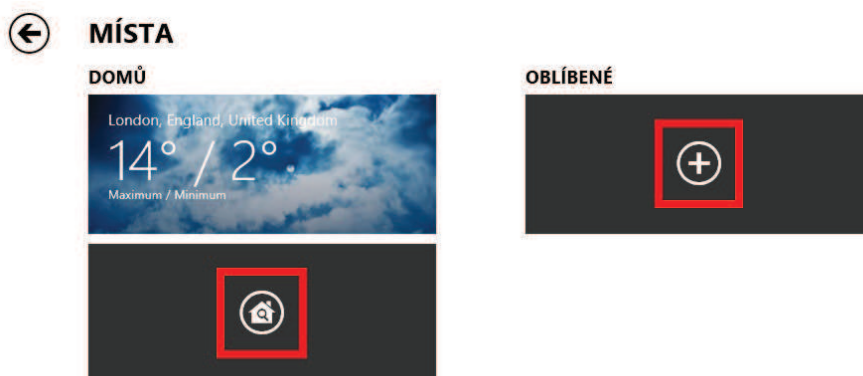 MÍSTA
DOMŮ
London, England, United Kingdom
14° / 2°
Maximum / Minimum
OBLÍBENÉ